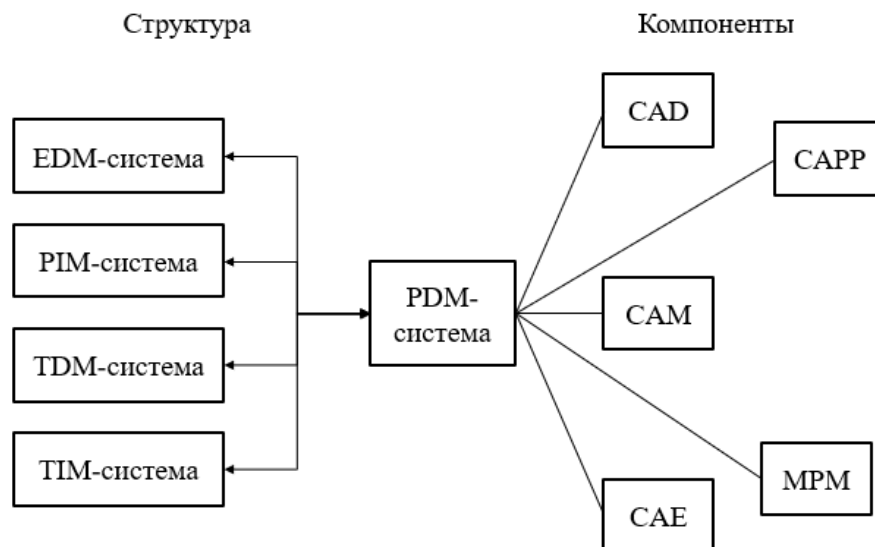 Структура
Компоненты
EDM-система
PIM-система
TDM-система
TIM-система
PDM-
система
CAD
CAPP
CAM
MPM
CAE